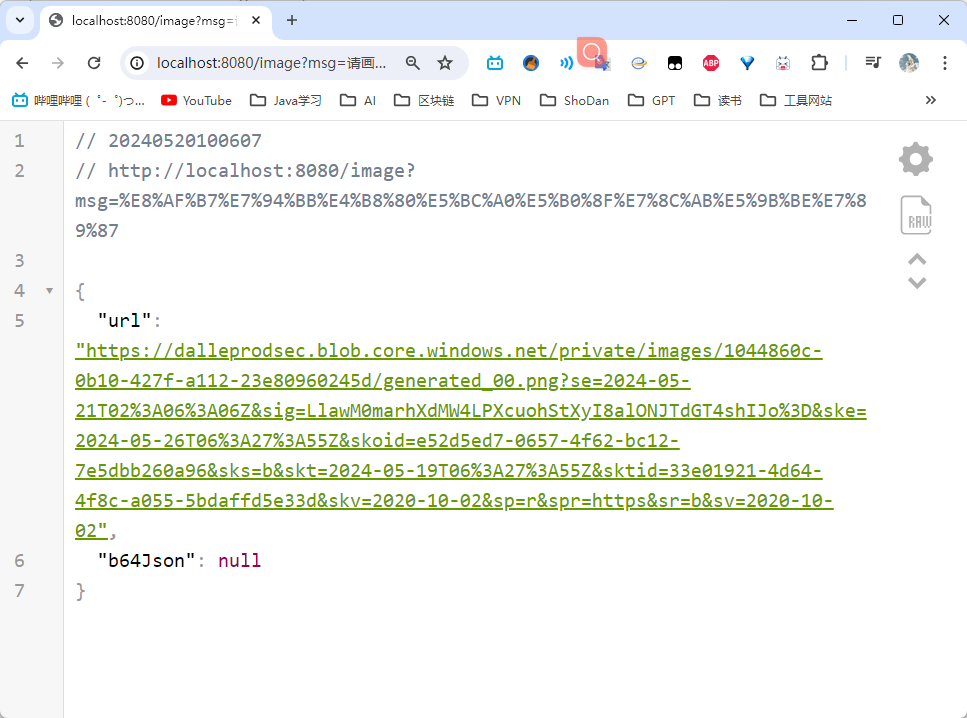 localhost:8080/image?msg=
localhost:8080/image?msg=请画...
ABP
哔哩哔哩 ( ゜- ゜)つ...
YouTube
Java学习
AI
区块链
VPN
ShoDan
GPT
读书
工具网站
1
// 20240520100607
2
// http://localhost:8080/image?
msg=%E8%AF%B7%E7%94%BB%E4%B8%80%E5%BC%A0%E5%B0%8F%E7%8C%AB%E5%9B%BE%E7%8
9%87
3
4
{
5
"url":
"https://dalleprodsec.blob.core.windows.net/private/images/1044860c-
0b10-427f-a112-23e80960245d/generated_00.png?se=2024-05-
21T02%3A06%3A06Z&sig=LlawM0marhXdMW4LPXcuohStXyI8alONJTdGT4shIJo%3D&ske=
2024-05-26T06%3A27%3A55Z&skoid=e52d5ed7-0657-4f62-bc12-
7e5dbb260a96&sks=b&skt=2024-05-19T06%3A27%3A55Z&sktid=33e01921-4d64-
4f8c-a055-5bdaffd5e33d&skv=2020-10-02&sp=r&spr=https&sr=b&sv=2020-10-
02",
6
"b64Json": null
7
}
RAW